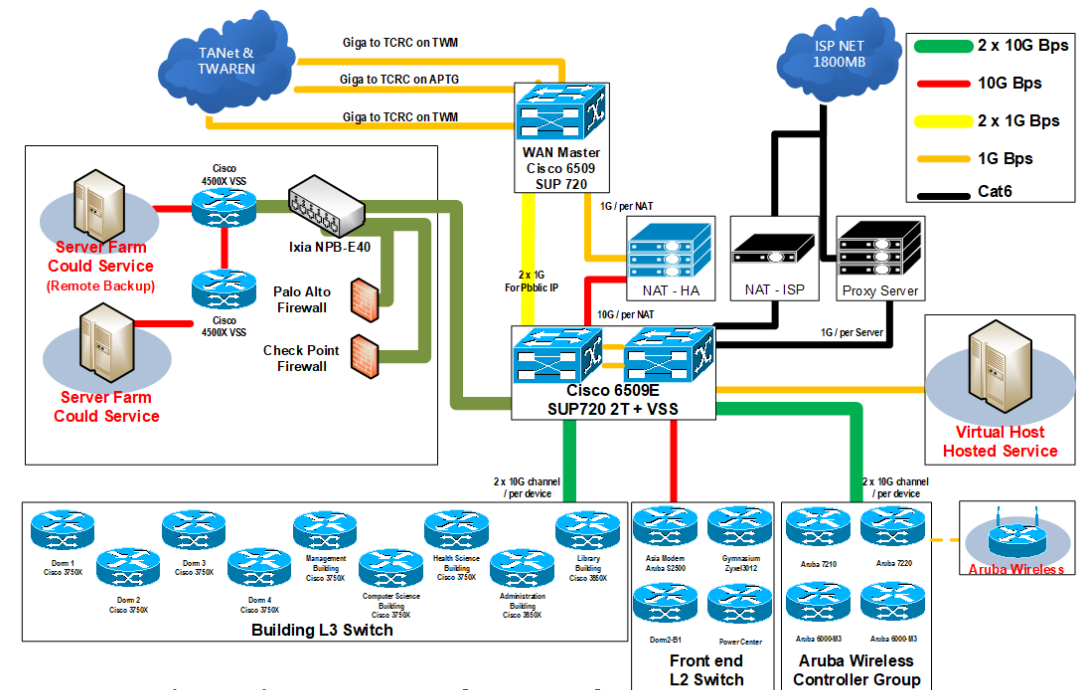 TANet &
TWAREN
Giga to TCRC on TWM
Giga to TCRC on APTG
Giga to TCRC on TWM
WAN Master
Cisco 6509
SUP 720
ISP NET
1800MB
2 x 10G Bps
10G Bps
2 x 1G Bps
1G Bps
Cat6
Cisco
4500X VSS
Ixia NPB-E40
Server Farm
Could Service
(Remote Backup)
Cisco
4500X VSS
Palo Alto
Firewall
Check Point
Firewall
Server Farm
Could Service
1G / per NAT
2 x 1G
For Pbblic IP
NAT - HA
NAT - ISP
Proxy Server
10G / per NAT
1G / per Server
Cisco 6509E
SUP720 2T + VSS
Virtual Host
Hosted Service
2 x 10G channel
/ per device
2 x 10G channel
/ per device
Dorm 1
Cisco 3750X
Dorm 2
Cisco 3750X
Dorm 3
Cisco 3750X
Dorm 4
Cisco 3750X
Management
Building
Cisco 3750X
Computer Science
Building
Cisco 3750X
Health Science
Building
Cisco 3750X
Administration
Building
Cisco 3850X
Library
Building
Cisco 3850X
Building L3 Switch
Asia Modem
Aruba S2500
Gymnasium
Zyxel3012
Dorm2-B1
Power Center
Front end
L2 Switch
Aruba 7210
Aruba 7220
Aruba 6000-M3
Aruba 6000-M3
Aruba Wireless
Controller Group
Aruba Wireless